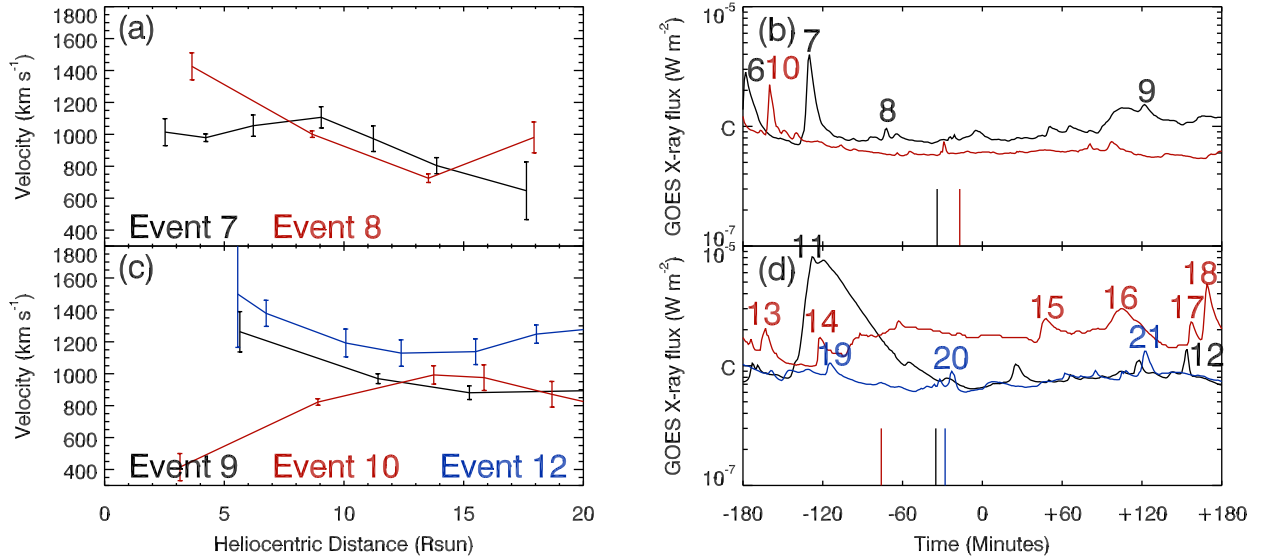 (a)
1800
1600
1400
1200
1000
800
600
400
Velocity (km s⁻¹)
Event 7 Event 8
(b)
10⁻⁵
C
10⁻⁷
GOES X-ray flux (W m⁻²)
6 10 7
8
9
(c)
1800
1600
1400
1200
1000
800
600
400
Velocity (km s⁻¹)
Event 9 Event 10 Event 12
0 5 10 15 20
Heliocentric Distance (Rsun)
(d)
10⁻⁵
C
10⁻⁷
GOES X-ray flux (W m⁻²)
11
13 14 15 16 17 18
19 20 21 12
-180 -120 -60 0 +60 +120 +180
Time (Minutes)